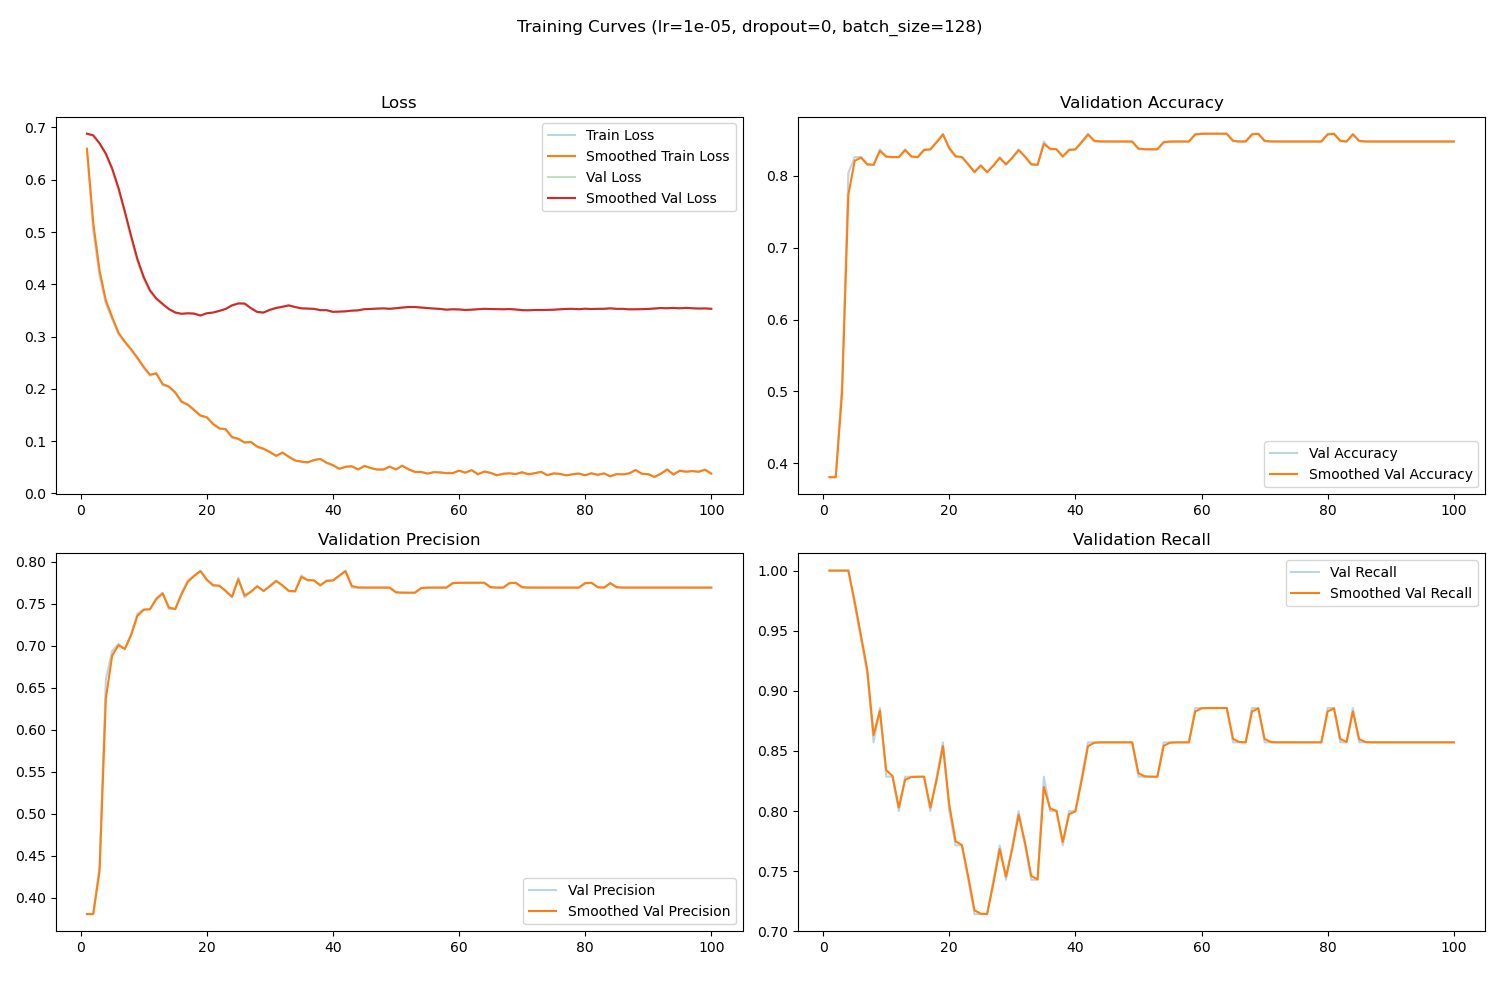 Training Curves (lr=1e-05, dropout=0, batch_size=128)
Loss
0.7
0.6
0.5
0.4
0.3
0.2
0.1
0.0
0 20 40 60 80 100
Train Loss
Smoothed Train Loss
Val Loss
Smoothed Val Loss
Validation Accuracy
0.8
0.7
0.6
0.5
0.4
0 20 40 60 80 100
Val Accuracy
Smoothed Val Accuracy
Validation Precision
0.80
0.75
0.70
0.65
0.60
0.55
0.50
0.45
0.40
0 20 40 60 80 100
Val Precision
Smoothed Val Precision
Validation Recall
1.00
0.95
0.90
0.85
0.80
0.75
0.70
0 20 40 60 80 100
Val Recall
Smoothed Val Recall